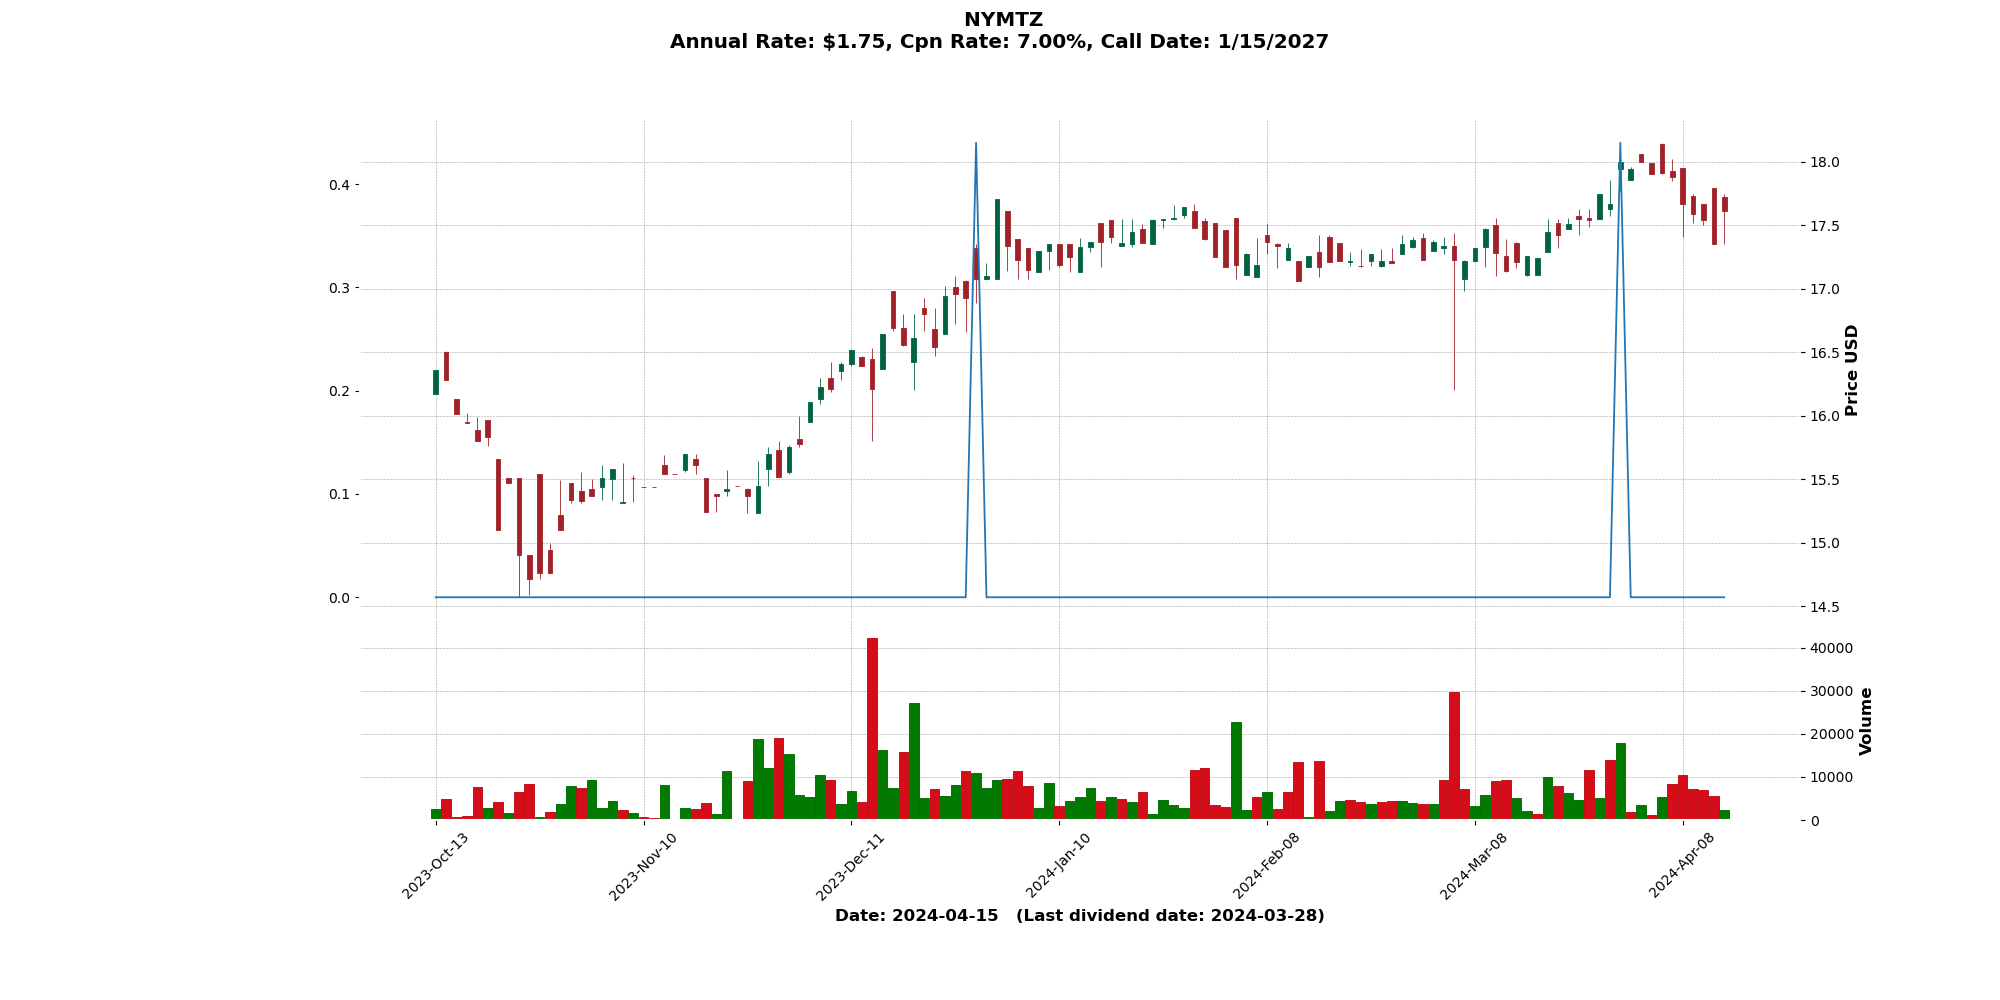 NYMTZ
Annual Rate: $1.75, Cpn Rate: 7.00%, Call Date: 1/15/2027
0.4
0.3
0.2
0.1
0.0
18.0
17.5
17.0
16.5
16.0
15.5
15.0
14.5
Price USD
40000
30000
20000
10000
0
Volume
2023-Oct-13
2023-Nov-10
2023-Dec-11
2024-Jan-10
2024-Feb-08
2024-Mar-08
2024-Apr-08
Date: 2024-04-15 (Last dividend date: 2024-03-28)